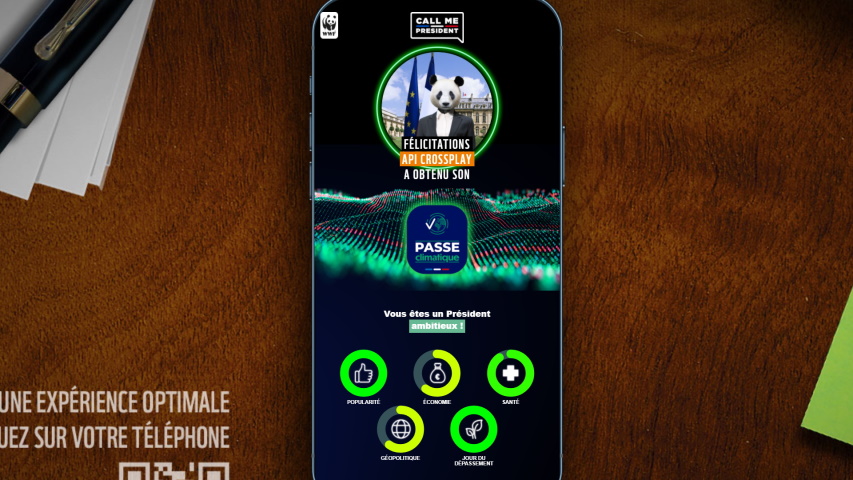 WWF
CALL ME
PRESIDENT
FÉLICITATIONS
API CROSSPLAY
A OBTENU SON
PASSE
climatique
Vous êtes un Président
ambitieux !
POPULARITÉ
ÉCONOMIE
SANTÉ
GÉOPOLITIQUE
JOUR DU
DÉPASSEMENT
UNE EXPÉRIENCE OPTIMALE
UEZ SUR VOTRE TÉLÉPHONE